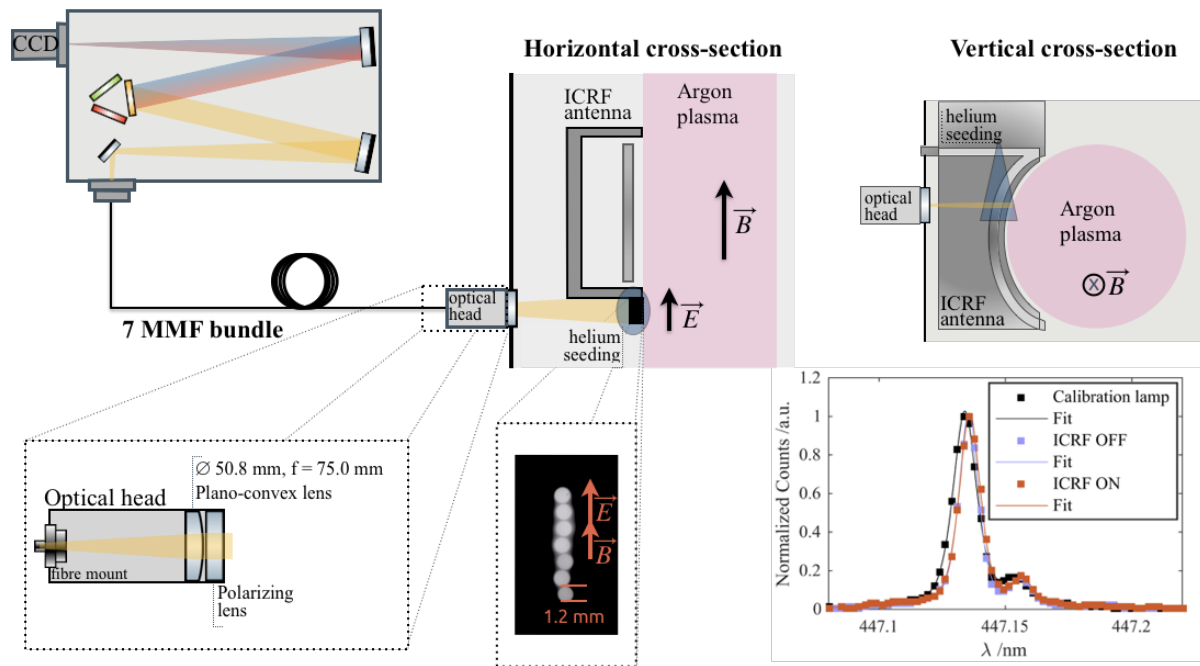 CCD
7 MMF bundle
optical
head
Horizontal cross-section
ICRF
antenna
Argon
plasma
B
E
helium
seeding
Vertical cross-section
helium
seeding
optical
head
Argon
plasma
B
ICRF
antenna
Optical head
∅ 50.8 mm, f = 75.0 mm
Plano-convex lens
fibre mount
Polarizing
lens
E
B
1.2 mm
Normalized Counts /a.u.
1.2
1
0.8
0.6
0.4
0.2
0
447.1
447.15
447.2
λ /nm
Calibration lamp
Fit
ICRF OFF
Fit
ICRF ON
Fit